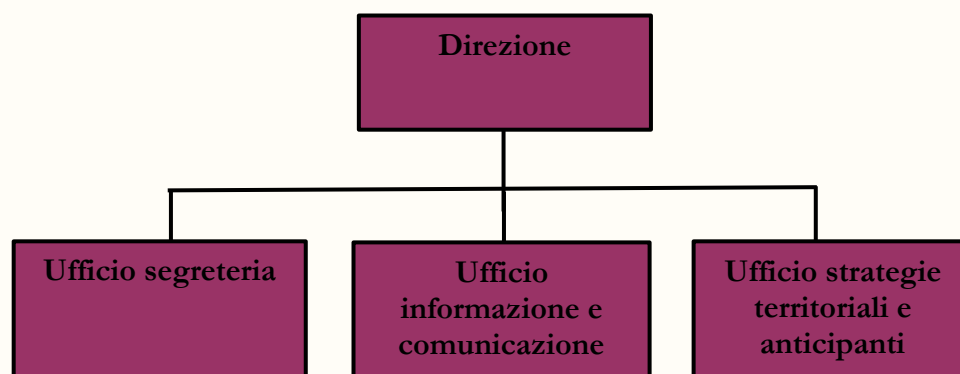 Direzione
Ufficio segreteria
Ufficio
informazione e
comunicazione
Ufficio strategie
territoriali e
anticipanti